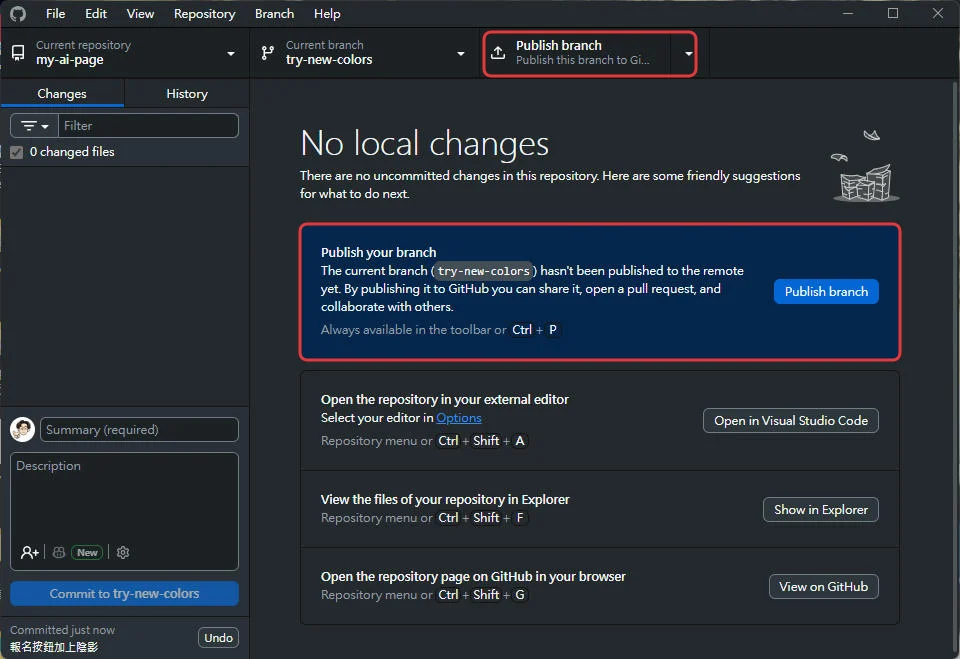 File Edit View Repository Branch Help
Current repository
my-ai-page
Current branch
try-new-colors
Publish branch
Publish this branch to Gi...
Changes
History
Filter
0 changed files
No local changes
There are no uncommitted changes in this repository. Here are some friendly suggestions
for what to do next.
Publish your branch
The current branch (try-new-colors) hasn't been published to the remote
yet. By publishing it to GitHub you can share it, open a pull request, and
collaborate with others.
Always available in the toolbar or Ctrl + P
Publish branch
Open the repository in your external editor
Select your editor in Options
Repository menu or Ctrl + Shift + A
Open in Visual Studio Code
View the files of your repository in Explorer
Repository menu or Ctrl + Shift + F
Show in Explorer
Open the repository page on GitHub in your browser
Repository menu or Ctrl + Shift + G
View on GitHub
Summary (required)
Description
New
Commit to try-new-colors
Committed just now
報名按鈕加上陰影
Undo